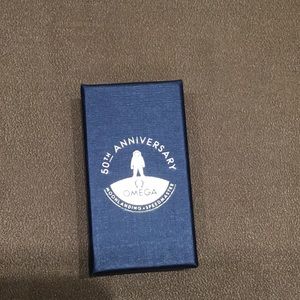 50TH ANNIVERSARY
Ω
OMEGA
MOONLANDING • SPEEDMASTER